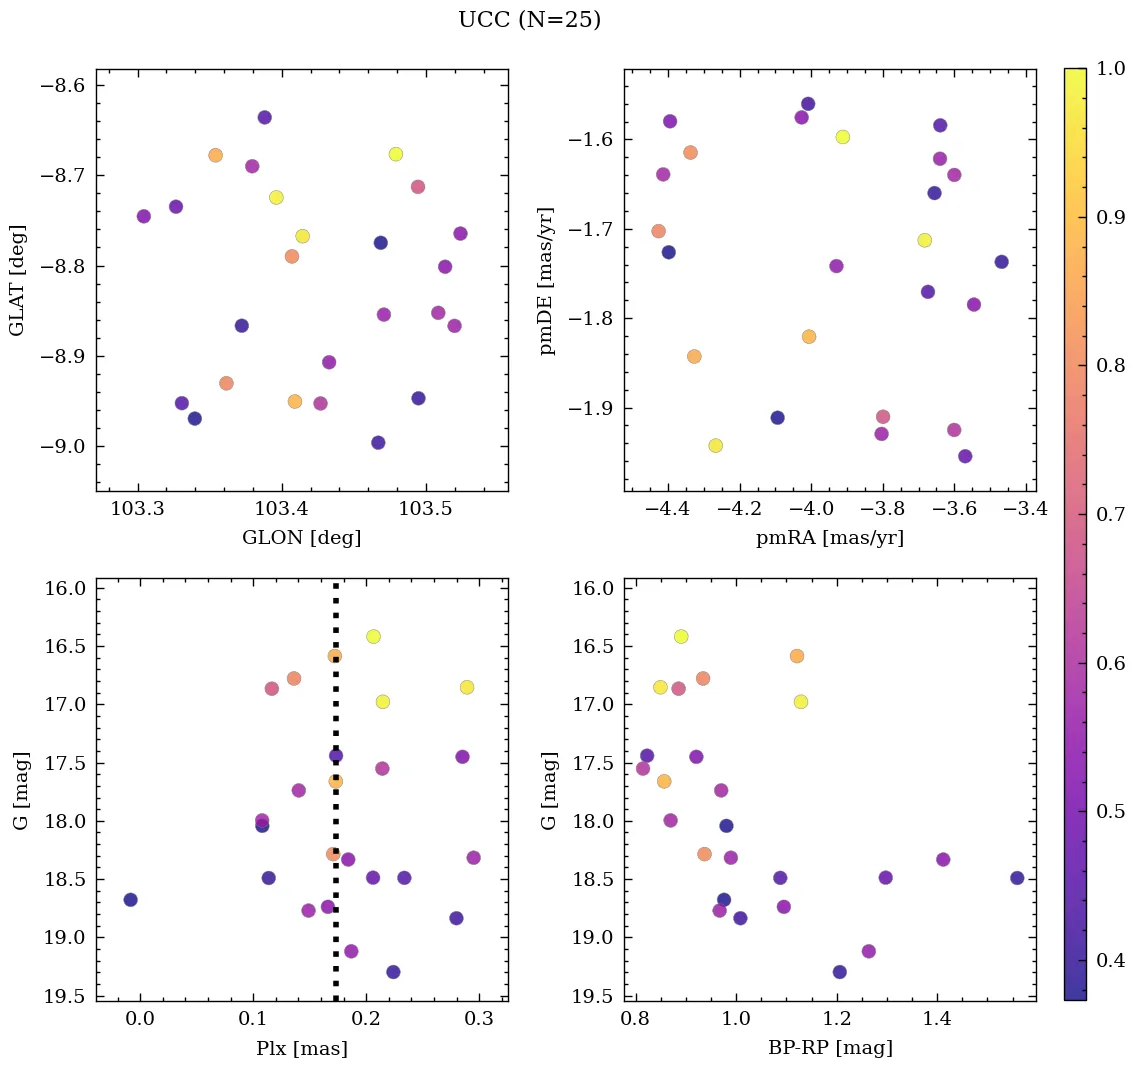 UCC (N=25)
−8.6
−8.7
−8.8
−8.9
−9.0
GLAT [deg]
103.3 103.4 103.5
GLON [deg]
−1.6
−1.7
−1.8
−1.9
pmDE [mas/yr]
−4.4 −4.2 −4.0 −3.8 −3.6 −3.4
pmRA [mas/yr]
16.0
16.5
17.0
17.5
18.0
18.5
19.0
19.5
G [mag]
0.0 0.1 0.2 0.3
Plx [mas]
16.0
16.5
17.0
17.5
18.0
18.5
19.0
19.5
G [mag]
0.8 1.0 1.2 1.4
BP-RP [mag]
1.0
0.9
0.8
0.7
0.6
0.5
0.4